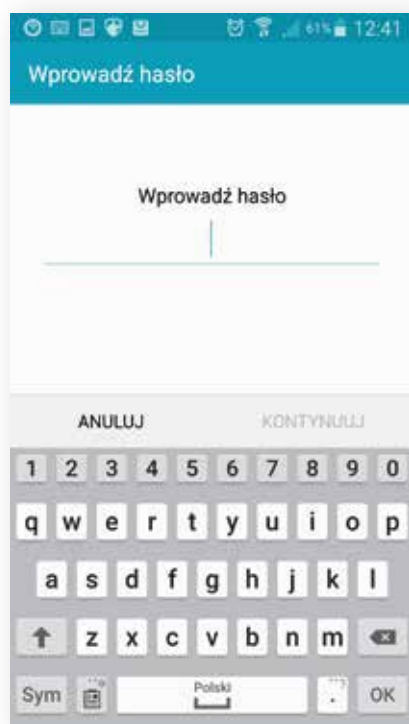 61% 12:41
Wprowadź hasło
Wprowadź hasło
ANULUJ KONTYNUUJ
1 2 3 4 5 6 7 8 9 0
q w e r t y u i o p
a s d f g h j k l
z x c v b n m
Sym Polski . OK